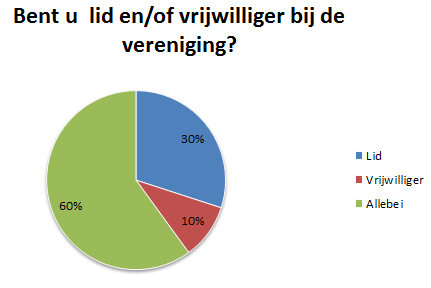 Bent u  lid en/of vrijwilliger bij de
vereniging?
30%
10%
60%
Lid
Vrijwilliger
Allebei